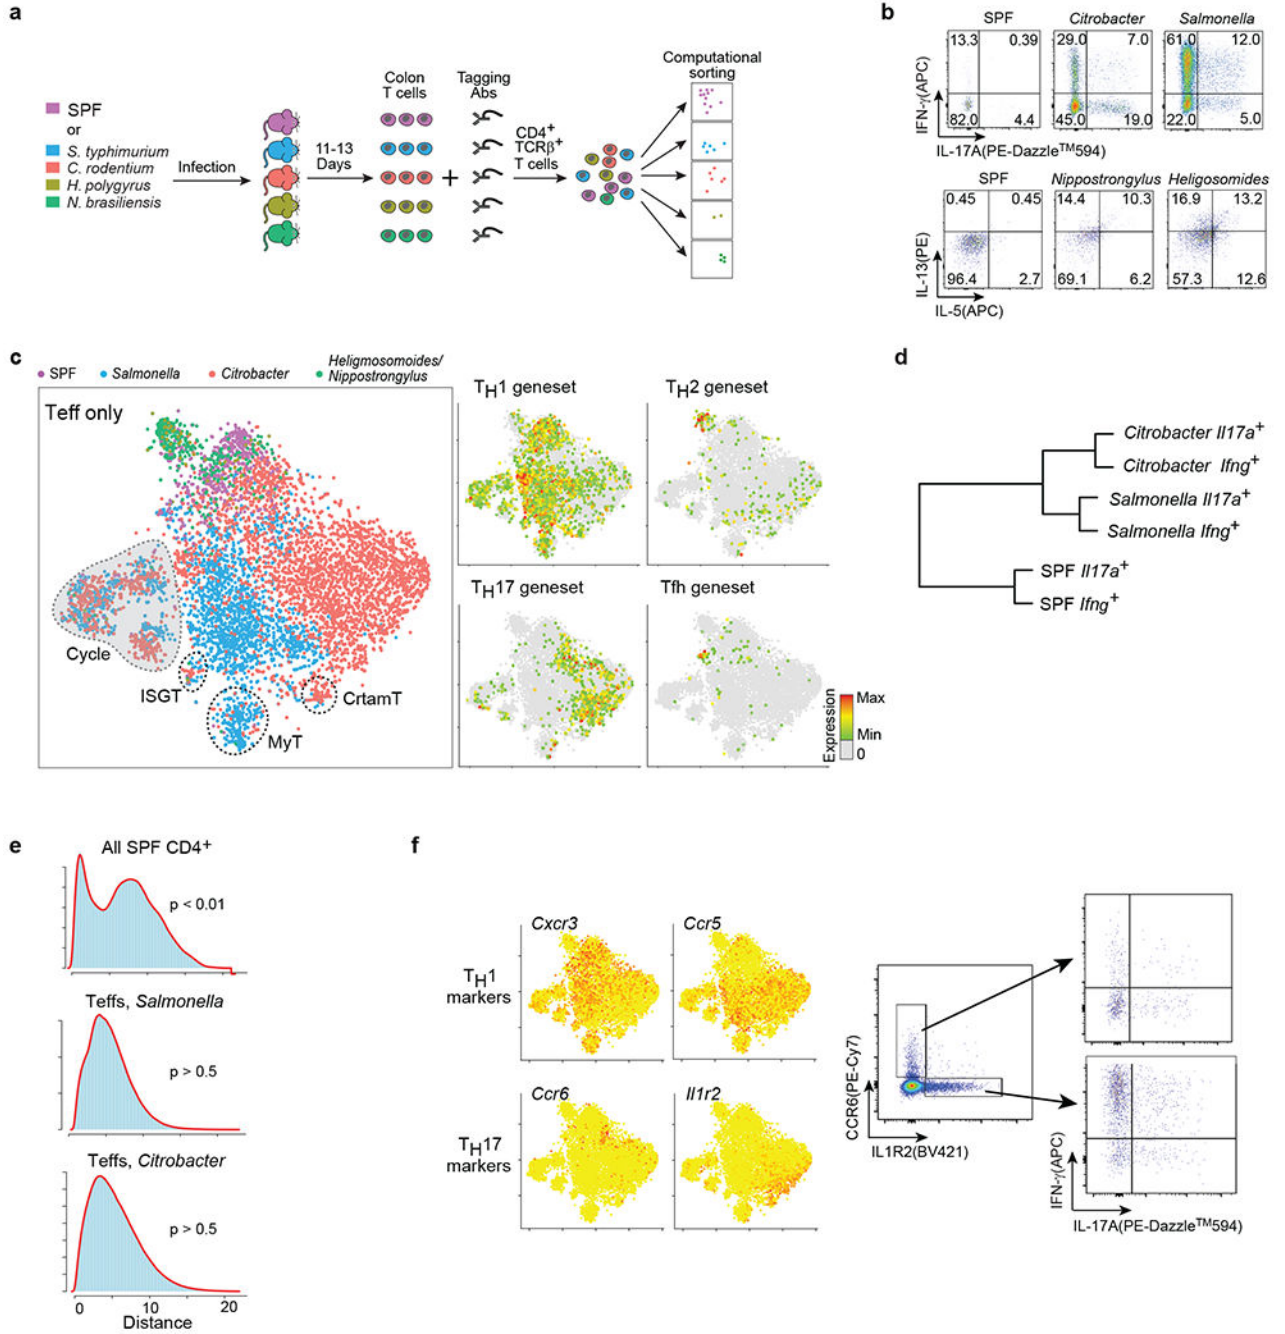 a
SPF
or
S. typhimurium
C. rodentium
H. polygyrus
N. brasiliensis
Infection
11-13
Days
Colon
T cells
+
Tagging
Abs
CD4+
TCRβ+
T cells
Computational
sorting
b
SPF
Citrobacter
Salmonella
13.3 0.39
82.0 4.4
29.0 7.0
45.0 19.0
61.0 12.0
22.0 5.0
IFN-γ(APC)
IL-17A(PE-Dazzle™594)
SPF
Nippostrongylus
Heligosomides
0.45 0.45
96.4 2.7
14.4 10.3
69.1 6.2
16.9 13.2
57.3 12.6
IL-13(PE)
IL-5(APC)
c
SPF
Salmonella
Citrobacter
Heligmosomoides/
Nippostrongylus
Teff only
Cycle
ISGT
MyT
CrtamT
TH1 geneset
TH2 geneset
TH17 geneset
Tfh geneset
Expression
Max
Min
0
d
Citrobacter Il17a+
Citrobacter Ifng+
Salmonella Il17a+
Salmonella Ifng+
SPF Il17a+
SPF Ifng+
e
All SPF CD4+
p < 0.01
Teffs, Salmonella
p > 0.5
Teffs, Citrobacter
p > 0.5
0 10 20
Distance
f
TH1
markers
Cxcr3
Ccr5
TH17
markers
Ccr6
Il1r2
CCR6(PE-Cy7)
IL1R2(BV421)
IFN-γ(APC)
IL-17A(PE-Dazzle™594)